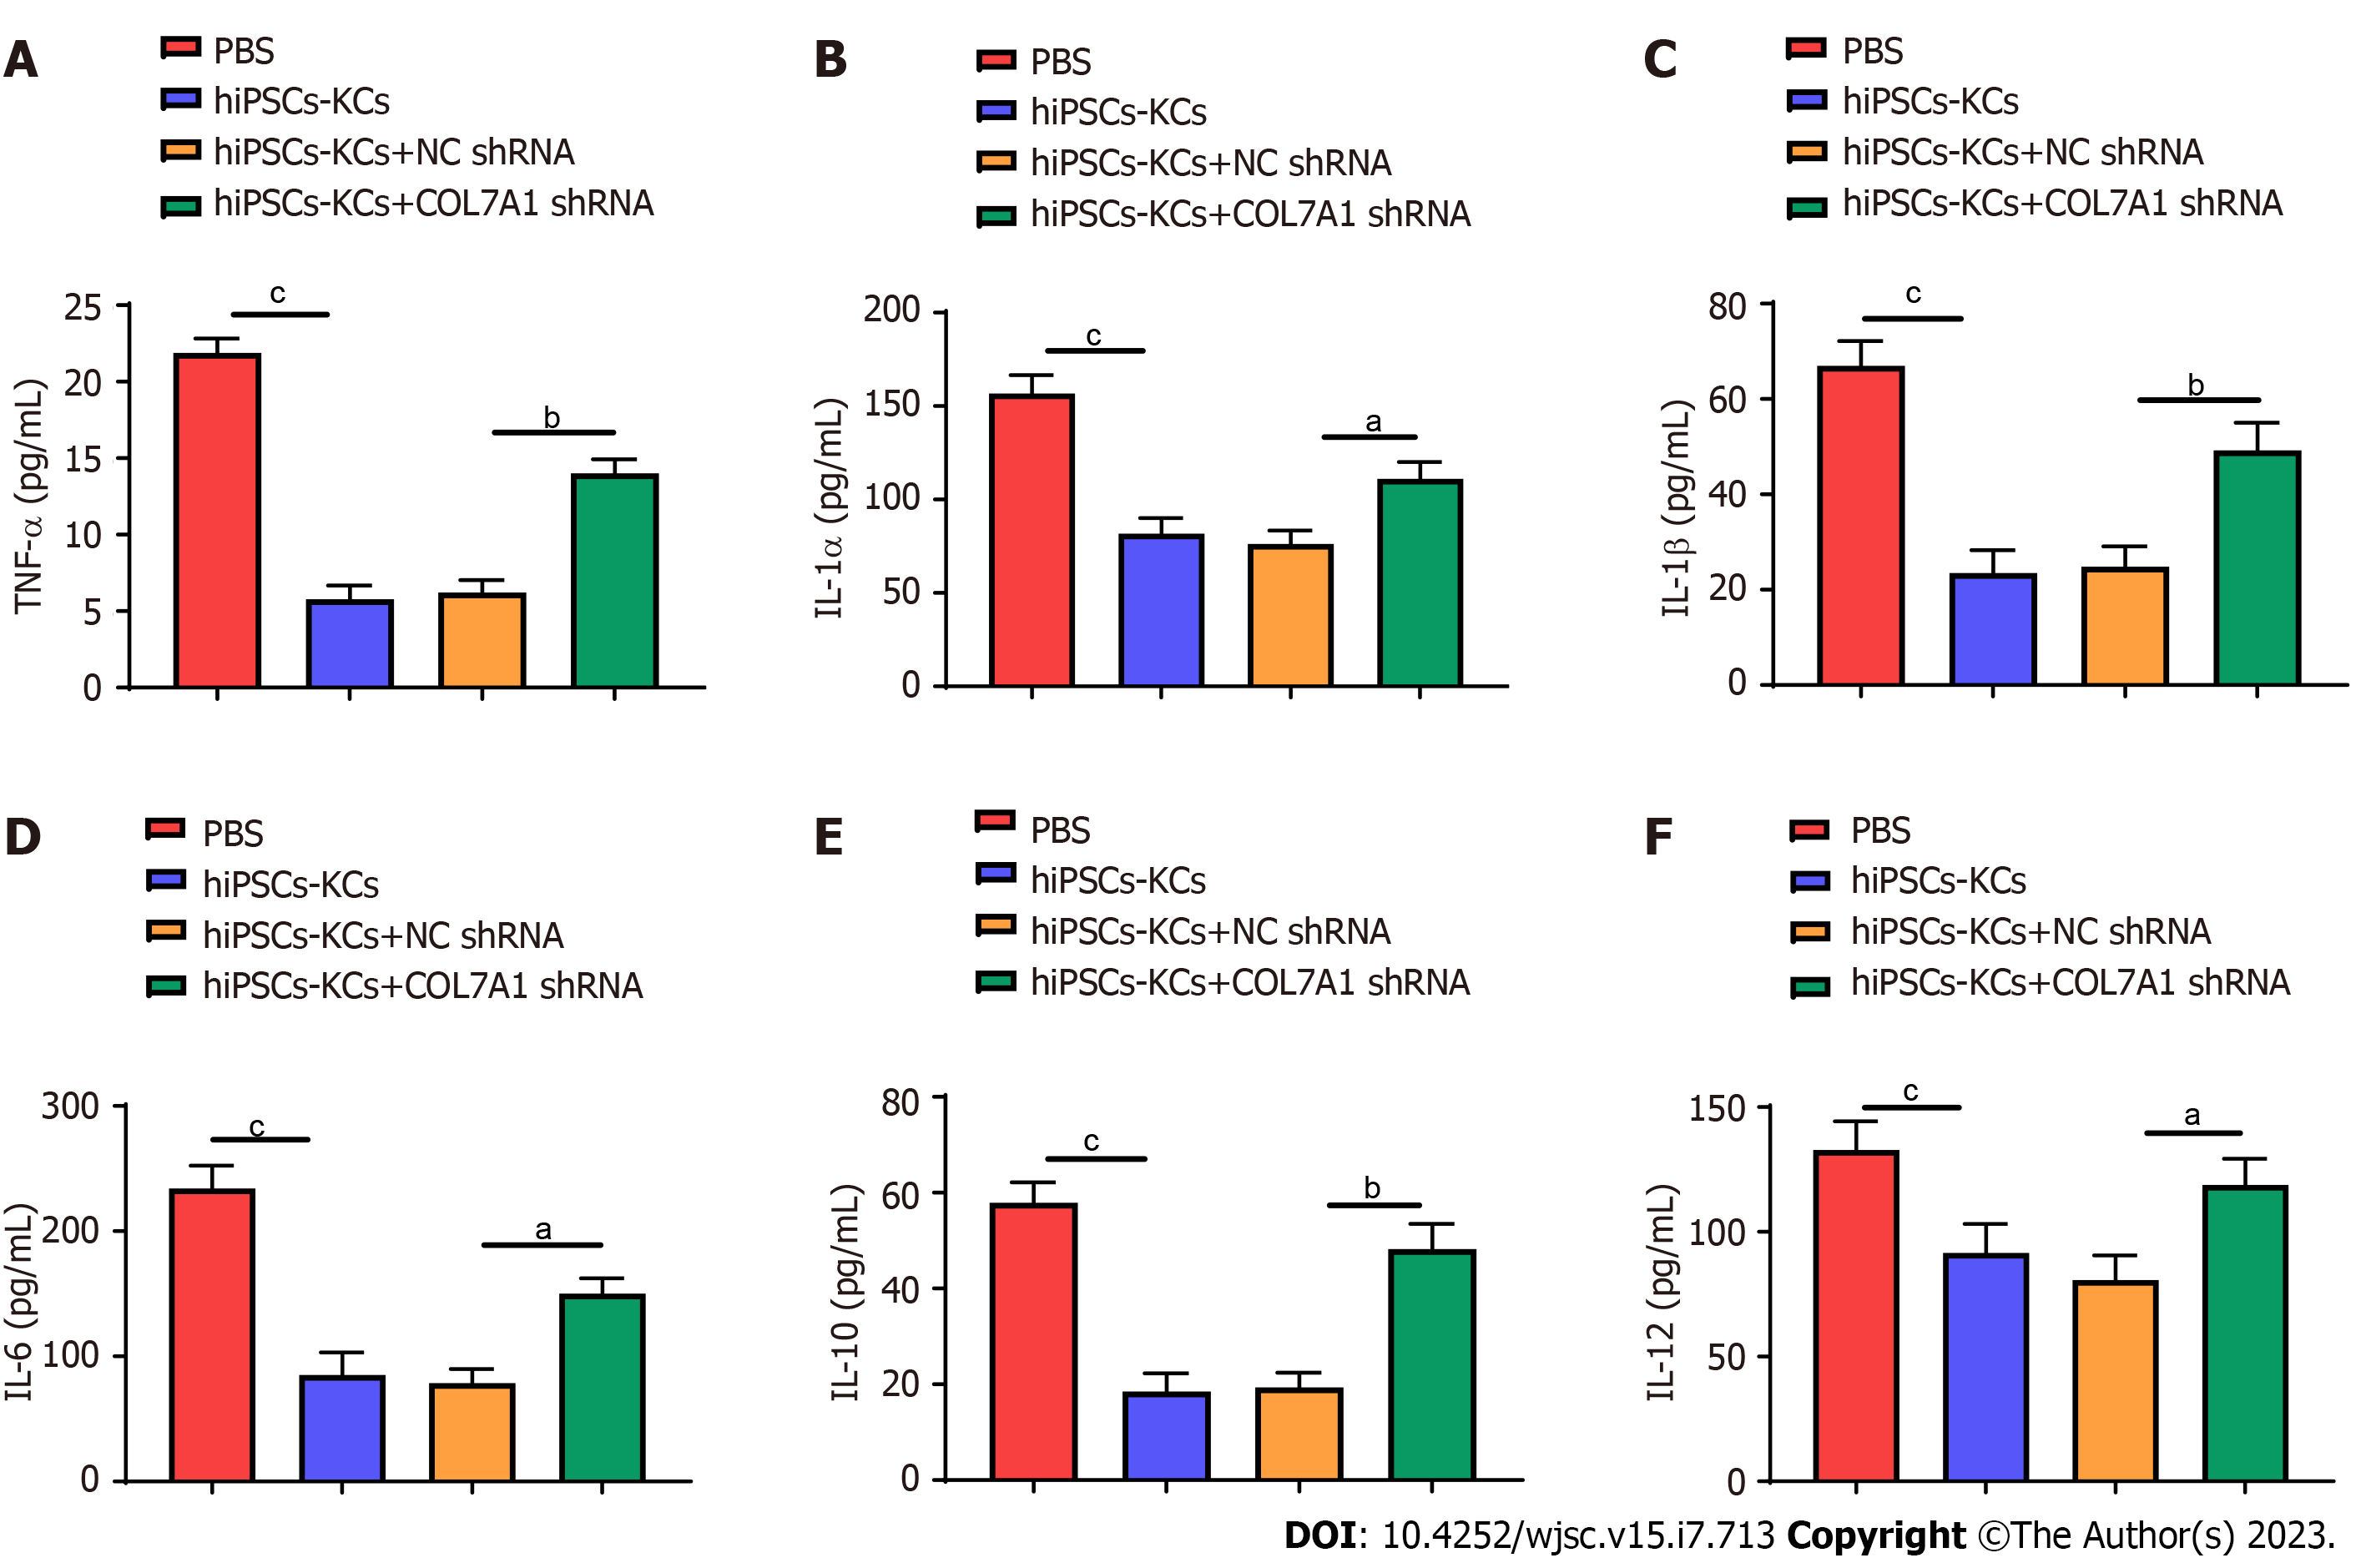 A
PBS
hiPSCs-KCs
hiPSCs-KCs+NC shRNA
hiPSCs-KCs+COL7A1 shRNA
TNF-α (pg/mL)
25
20
15
10
5
0
c
b
B
PBS
hiPSCs-KCs
hiPSCs-KCs+NC shRNA
hiPSCs-KCs+COL7A1 shRNA
IL-1α (pg/mL)
200
150
100
50
0
c
a
C
PBS
hiPSCs-KCs
hiPSCs-KCs+NC shRNA
hiPSCs-KCs+COL7A1 shRNA
IL-1β (pg/mL)
80
60
40
20
0
c
b
D
PBS
hiPSCs-KCs
hiPSCs-KCs+NC shRNA
hiPSCs-KCs+COL7A1 shRNA
IL-6 (pg/mL)
300
200
100
0
c
a
E
PBS
hiPSCs-KCs
hiPSCs-KCs+NC shRNA
hiPSCs-KCs+COL7A1 shRNA
IL-10 (pg/mL)
80
60
40
20
0
c
b
F
PBS
hiPSCs-KCs
hiPSCs-KCs+NC shRNA
hiPSCs-KCs+COL7A1 shRNA
IL-12 (pg/mL)
150
100
50
0
c
a
DOI: 10.4252/wjsc.v15.i7.713 Copyright ©The Author(s) 2023.